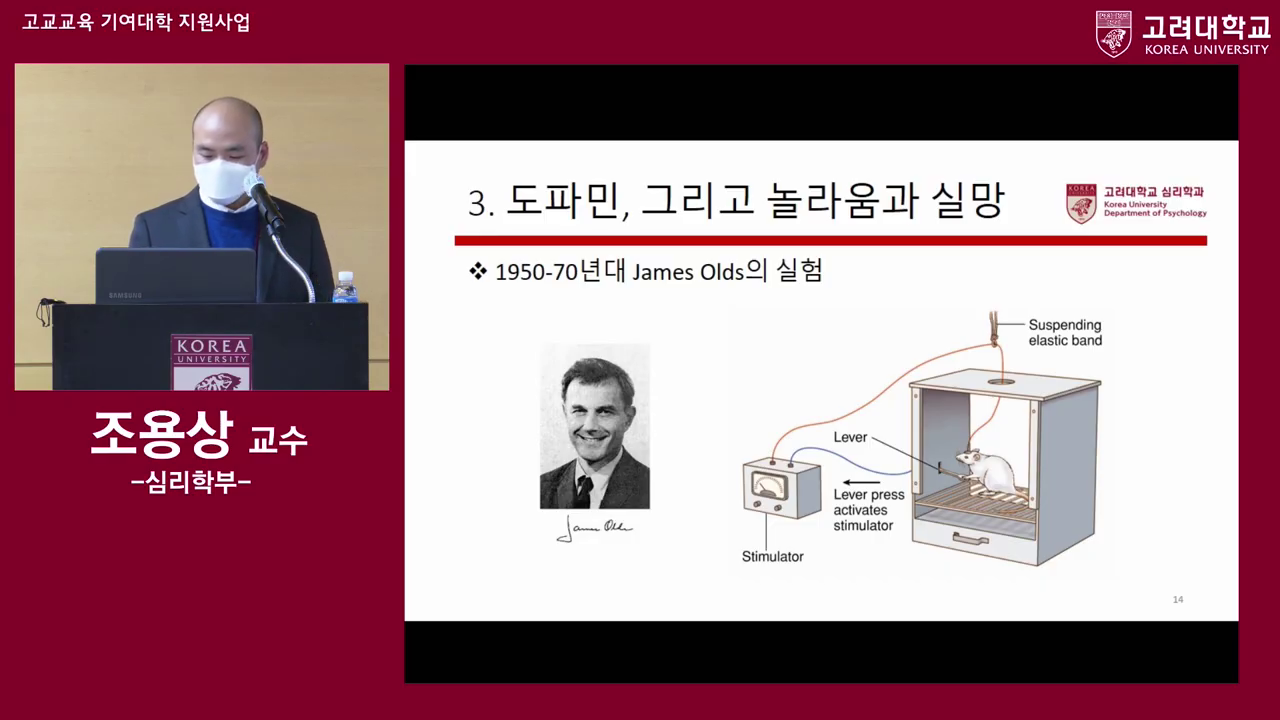 고교교육 기여대학 지원사업
고려대학교
KOREA UNIVERSITY
SAMSUNG
KOREA
UNIVERSITY
조용상 교수
-심리학부-
3. 도파민, 그리고 놀라움과 실망
KOREA
고려대학교 심리학과
Korea University
Department of Psychology
❖ 1950-70년대 James Olds의 실험
James Olds
Suspending
elastic band
Lever
Lever press
activates
stimulator
Stimulator
14